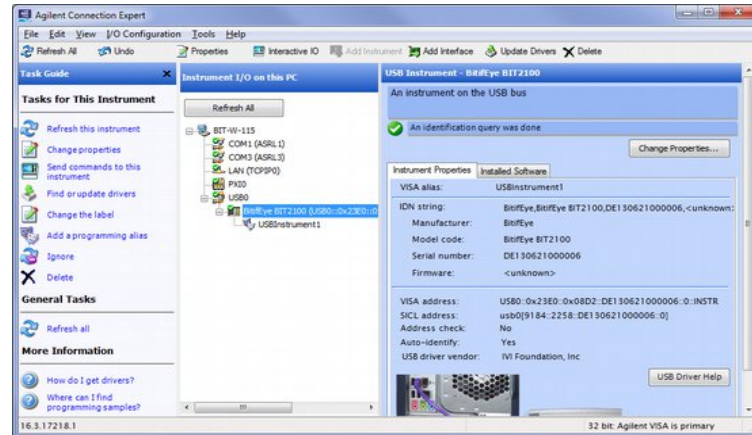 Agilent Connection Expert
File Edit View I/O Configuration Tools Help
Refresh All Undo Properties Interactive IO Add Instrument Add Interface Update Drivers Delete
Task Guide
Tasks for This Instrument
Refresh this instrument
Change properties
Send commands to this
instrument
Find or update drivers
Change the label
Add a programming alias
Ignore
Delete
General Tasks
Refresh all
More Information
How do I get drivers?
Where can I find
programming samples?
Instrument I/O on this PC
Refresh All
BIT-W-115
COM1 (ASRL1)
COM3 (ASRL3)
LAN (TCPIP0)
PXI0
USB0
BitifEye BIT2100 (USB0::0x23E0::0
USBInstrument1
USB Instrument - BitifEye BIT2100
An instrument on the USB bus
An identification query was done
Change Properties...
Instrument Properties Installed Software
VISA alias: USBInstrument1
IDN string: BitifEye,BitifEye BIT2100,DE130621000006,<unknown>
Manufacturer: BitifEye
Model code: BitifEye BIT2100
Serial number: DE130621000006
Firmware: <unknown>
VISA address: USB0::0x23E0::0x08D2::DE130621000006::0::INSTR
SICL address: usb0[9184::2258::DE130621000006::0]
Address check: No
Auto-identify: Yes
USB driver vendor: IVI Foundation, Inc
USB Driver Help
16.3.17218.1
32 bit: Agilent VISA is primary